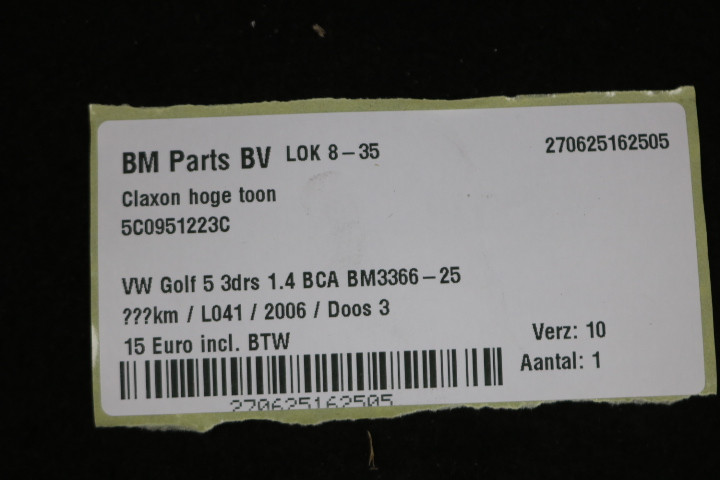 BM Parts BV LOK 8-35 270625162505
Claxon hoge toon
5C0951223C
VW Golf 5 3drs 1.4 BCA BM3366-25
???km / L041 / 2006 / Doos 3
15 Euro incl. BTW Verz: 10
Aantal: 1
270625162505